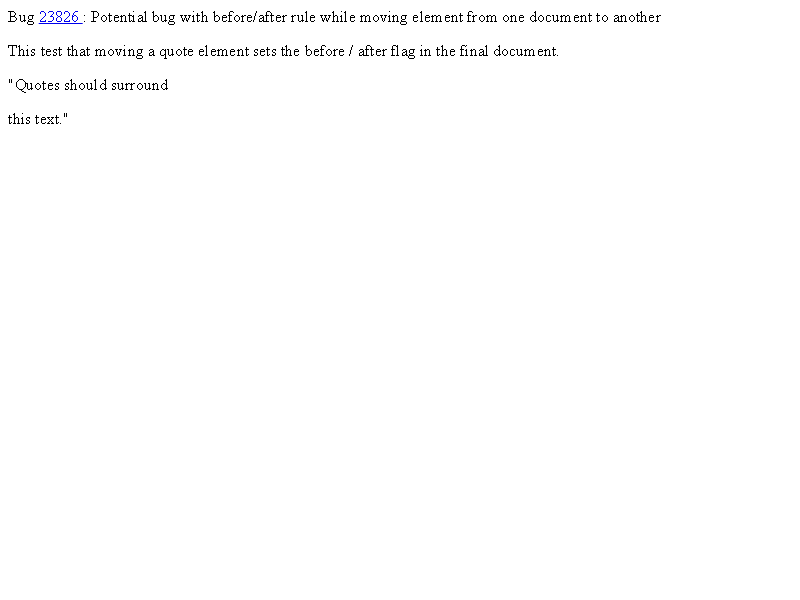 Bug 23826 : Potential bug with before/after rule while moving element from one document to another
This test that moving a quote element sets the before / after flag in the final document.
"Quotes should surround
this text."